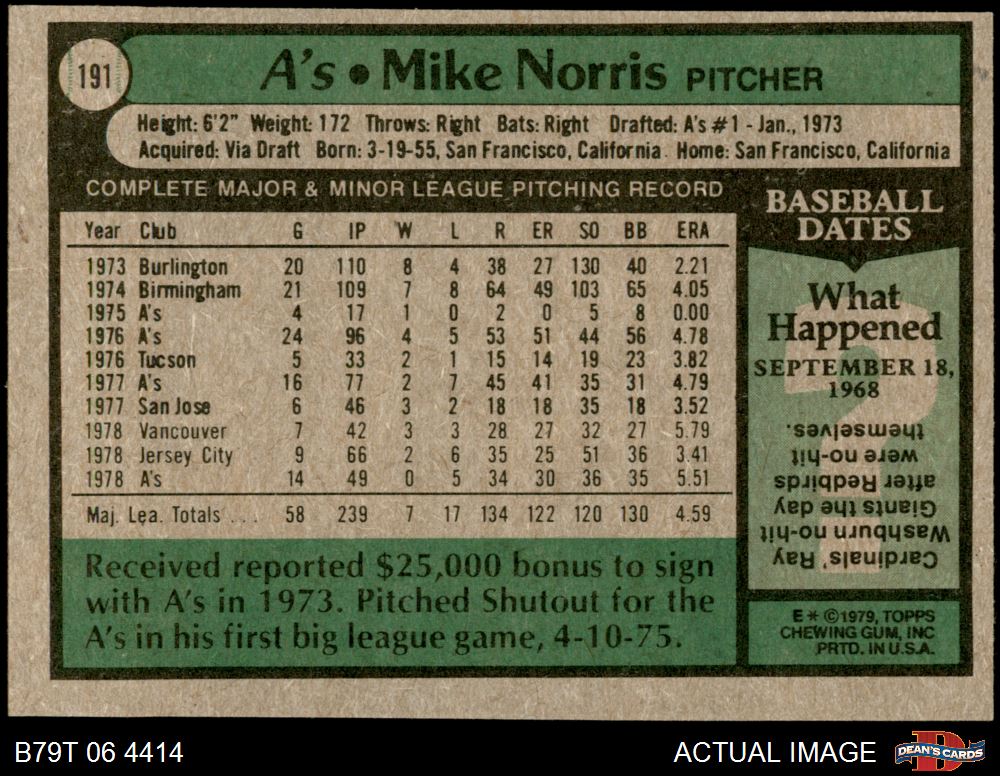 191
A's • Mike Norris PITCHER
Height: 6'2" Weight: 172 Throws: Right Bats: Right Drafted: A's #1 - Jan., 1973
Acquired: Via Draft Born: 3-19-55, San Francisco, California Home: San Francisco, California
COMPLETE MAJOR & MINOR LEAGUE PITCHING RECORD
Year Club G IP W L R ER SO BB ERA
1973 Burlington 20 110 8 4 38 27 130 40 2.21
1974 Birmingham 21 109 7 8 64 49 103 65 4.05
1975 A's 4 17 1 0 2 0 5 8 0.00
1976 A's 24 96 4 5 53 51 44 56 4.78
1976 Tucson 5 33 2 1 15 14 19 23 3.82
1977 A's 16 77 2 7 45 41 35 31 4.79
1977 San Jose 6 46 3 2 18 18 35 18 3.52
1978 Vancouver 7 42 3 3 28 27 32 27 5.79
1978 Jersey City 9 66 2 6 35 25 51 36 3.41
1978 A's 14 49 0 5 34 30 36 35 5.51
Maj. Lea. Totals ... 58 239 7 17 134 122 120 130 4.59
Received reported $25,000 bonus to sign
with A's in 1973. Pitched Shutout for the
A's in his first big league game, 4-10-75.
BASEBALL
DATES
What
Happened
SEPTEMBER 18,
1968
Cardinals' Ray
Washburn no-hit
Giants the day
after Redbirds
were no-hit
themselves.
E * ©1979, TOPPS
CHEWING GUM, INC
PRTD. IN U.S.A.
B79T 06 4414
ACTUAL IMAGE
DEAN'S CARDS